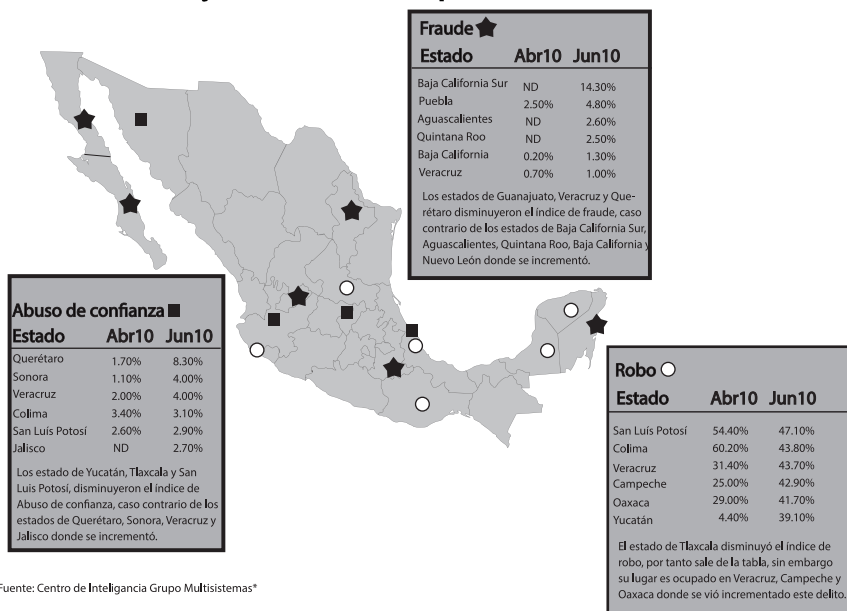 Fraude
Estado Abr10 Jun10
Baja California Sur ND 14.30%
Puebla 2.50% 4.80%
Aguascalientes ND 2.60%
Quintana Roo ND 2.50%
Baja California 0.20% 1.30%
Veracruz 0.70% 1.00%
Los estados de Guanajuato, Veracruz y Que-
rétaro disminuyeron el índice de fraude, caso
contrario de los estados de Baja California Sur,
Aguascalientes, Quintana Roo, Baja California y
Nuevo León donde se incrementó.
Abuso de confianza
Estado Abr10 Jun10
Querétaro 1.70% 8.30%
Sonora 1.10% 4.00%
Veracruz 2.00% 4.00%
Colima 3.40% 3.10%
San Luís Potosí 2.60% 2.90%
Jalisco ND 2.70%
Los estado de Yucatán, Tlaxcala y San
Luis Potosí, disminuyeron el índice de
Abuso de confianza, caso contrario de los
estados de Querétaro, Sonora, Veracruz y
Jalisco donde se incrementó.
Robo
Estado Abr10 Jun10
San Luís Potosí 54.40% 47.10%
Colima 60.20% 43.80%
Veracruz 31.40% 43.70%
Campeche 25.00% 42.90%
Oaxaca 29.00% 41.70%
Yucatán 4.40% 39.10%
El estado de Tlaxcala disminuyó el índice de
robo, por tanto sale de la tabla, sin embargo
su lugar es ocupado en Veracruz, Campeche y
Oaxaca donde se vió incrementado este delito.
Fuente: Centro de Inteligancia Grupo Multisistemas*